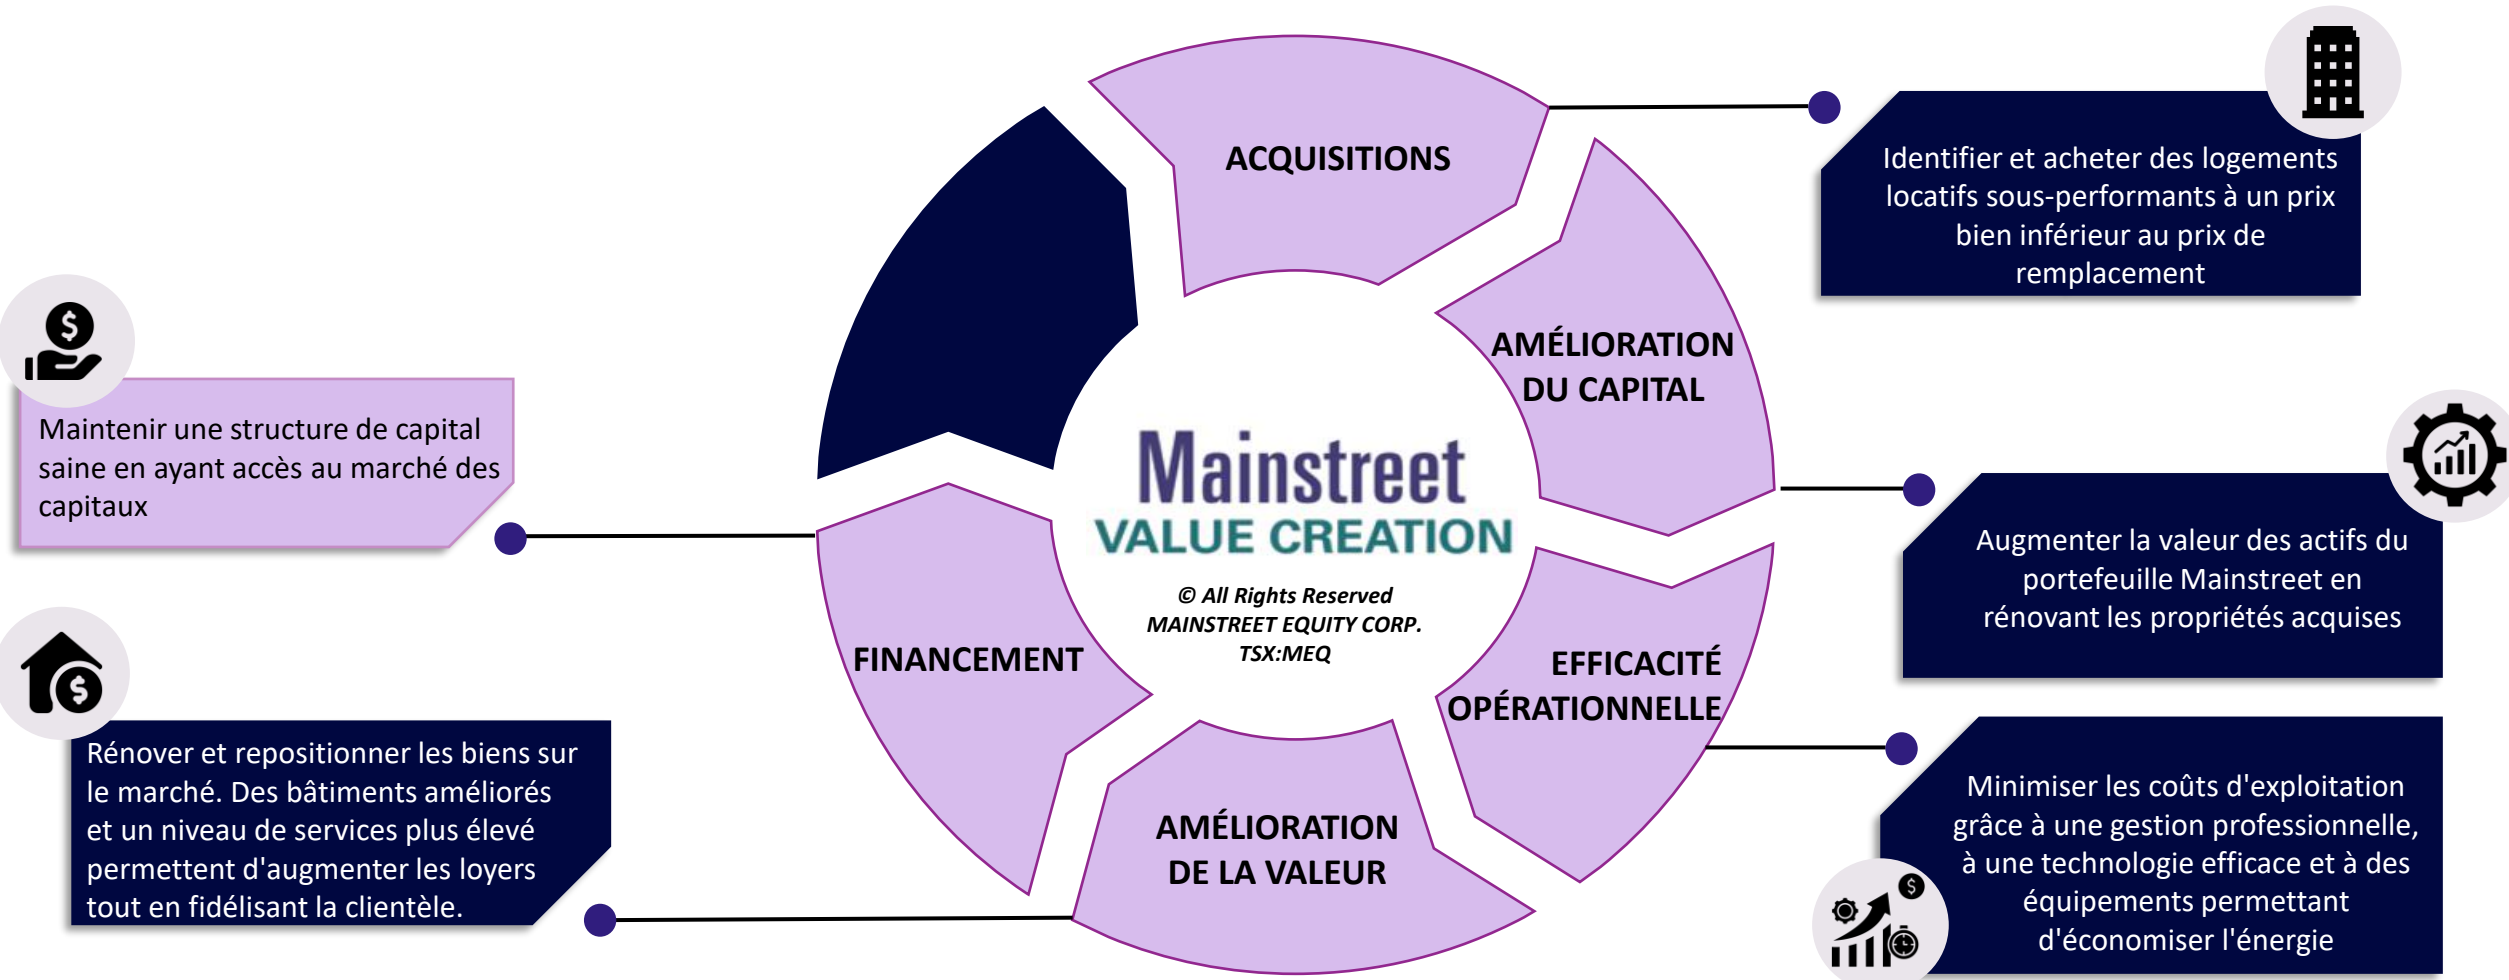 ACQUISITIONS
Identifier et acheter des logements
locatifs sous-performants à un prix
bien inférieur au prix de
remplacement
AMÉLIORATION
DU CAPITAL
Augmenter la valeur des actifs du
portefeuille Mainstreet en
rénovant les propriétés acquises
EFFICACITÉ
OPÉRATIONNELLE
Minimiser les coûts d'exploitation
grâce à une gestion professionnelle,
à une technologie efficace et à des
équipements permettant
d'économiser l'énergie
AMÉLIORATION
DE LA VALEUR
Rénover et repositionner les biens sur
le marché. Des bâtiments améliorés
et un niveau de services plus élevé
permettent d'augmenter les loyers
tout en fidélisant la clientèle.
FINANCEMENT
Maintenir une structure de capital
saine en ayant accès au marché des
capitaux
Mainstreet
VALUE CREATION
© All Rights Reserved
MAINSTREET EQUITY CORP.
TSX:MEQ